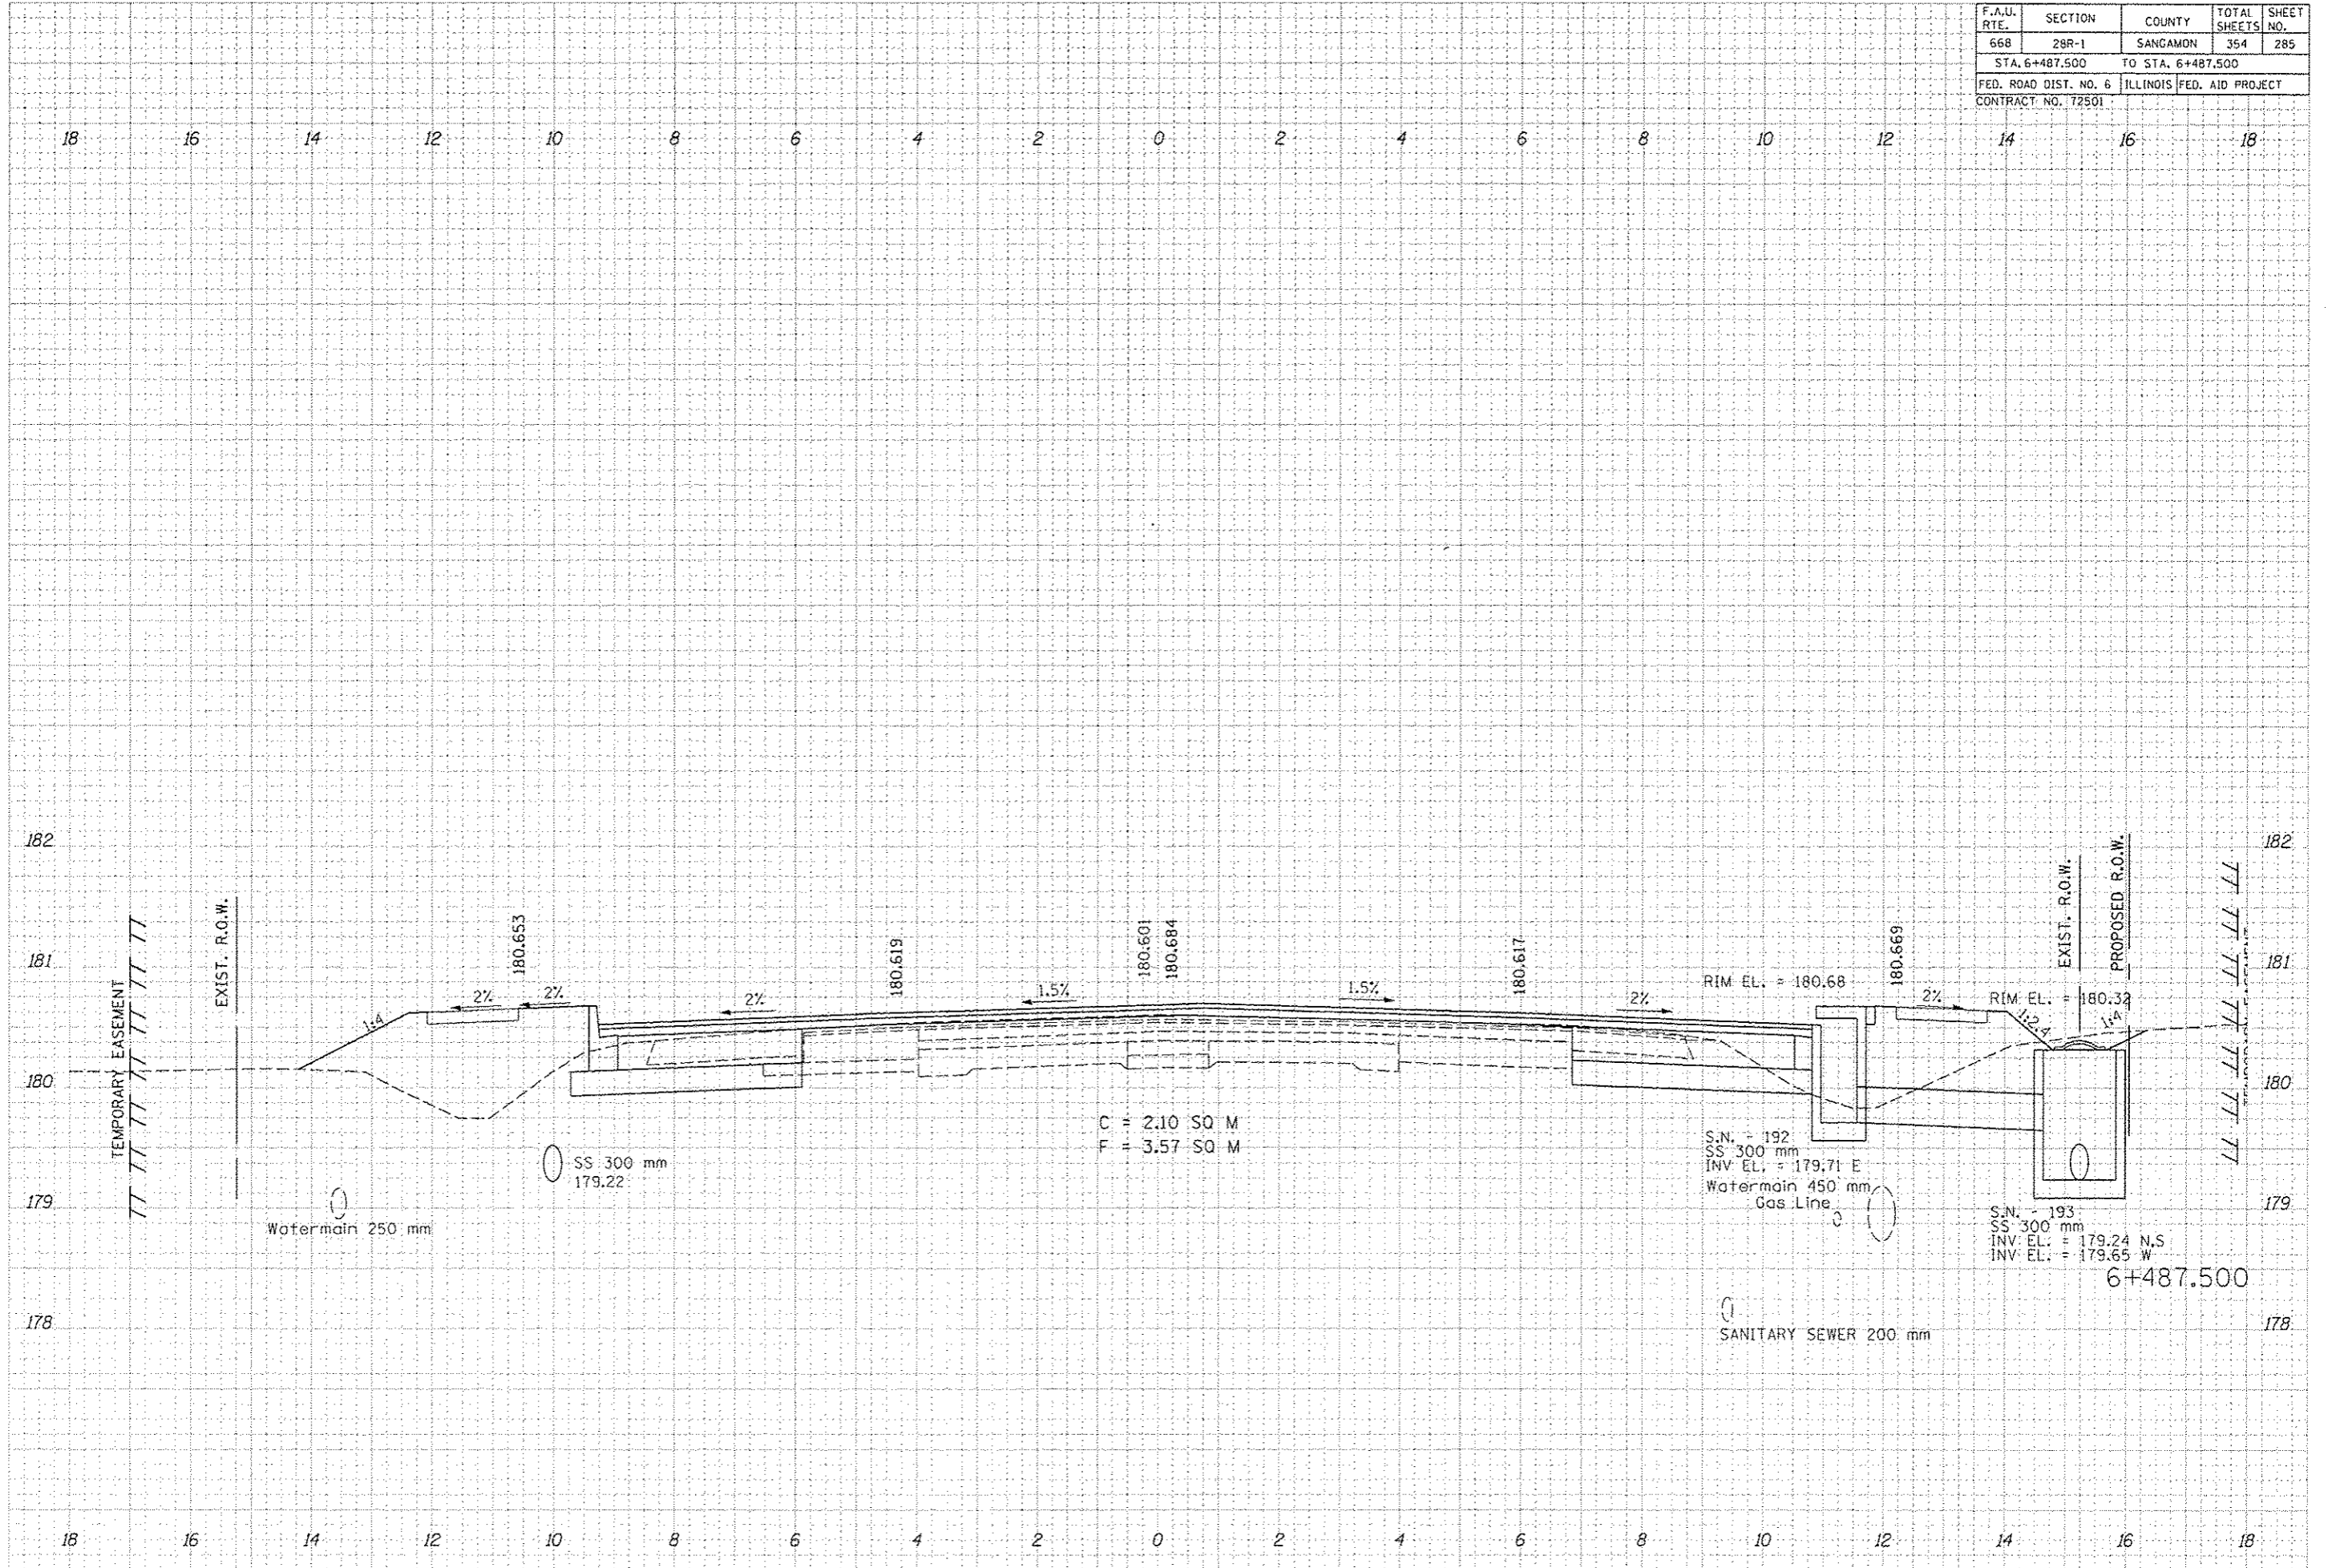 F.A.U. RTE. SECTION COUNTY TOTAL SHEETS SHEET NO.
668 28R-1 SANGAMON 354 285
STA. 6+487.500 TO STA. 6+487.500
FED. ROAD DIST. NO. 6 ILLINOIS FED. AID PROJECT
CONTRACT NO. 72501
18 16 14 12 10 8 6 4 2 0 2 4 6 8 10 12 14 16 18
182 182
181 181
180 180
179 179
178 178
TEMPORARY EASEMENT
EXIST. R.O.W.
1:4
2%
180.653
2%
2%
180.619
1.5%
180.601
180.684
1.5%
180.617
2%
RIM EL. = 180.68
180.669
2%
RIM EL. = 180.32
1:2.4
EXIST. R.O.W.
1:4
PROPOSED R.O.W.
TEMPORARY EASEMENT
C = 2.10 SQ M
F = 3.57 SQ M
SS 300 mm
179.22
Watermain 250 mm
S.N. - 192
SS 300 mm
INV EL. = 179.71 E
Watermain 450 mm
Gas Line
S.N. - 193
SS 300 mm
INV EL. = 179.24 N,S
INV EL. = 179.65 W
6+487.500
SANITARY SEWER 200 mm
18 16 14 12 10 8 6 4 2 0 2 4 6 8 10 12 14 16 18